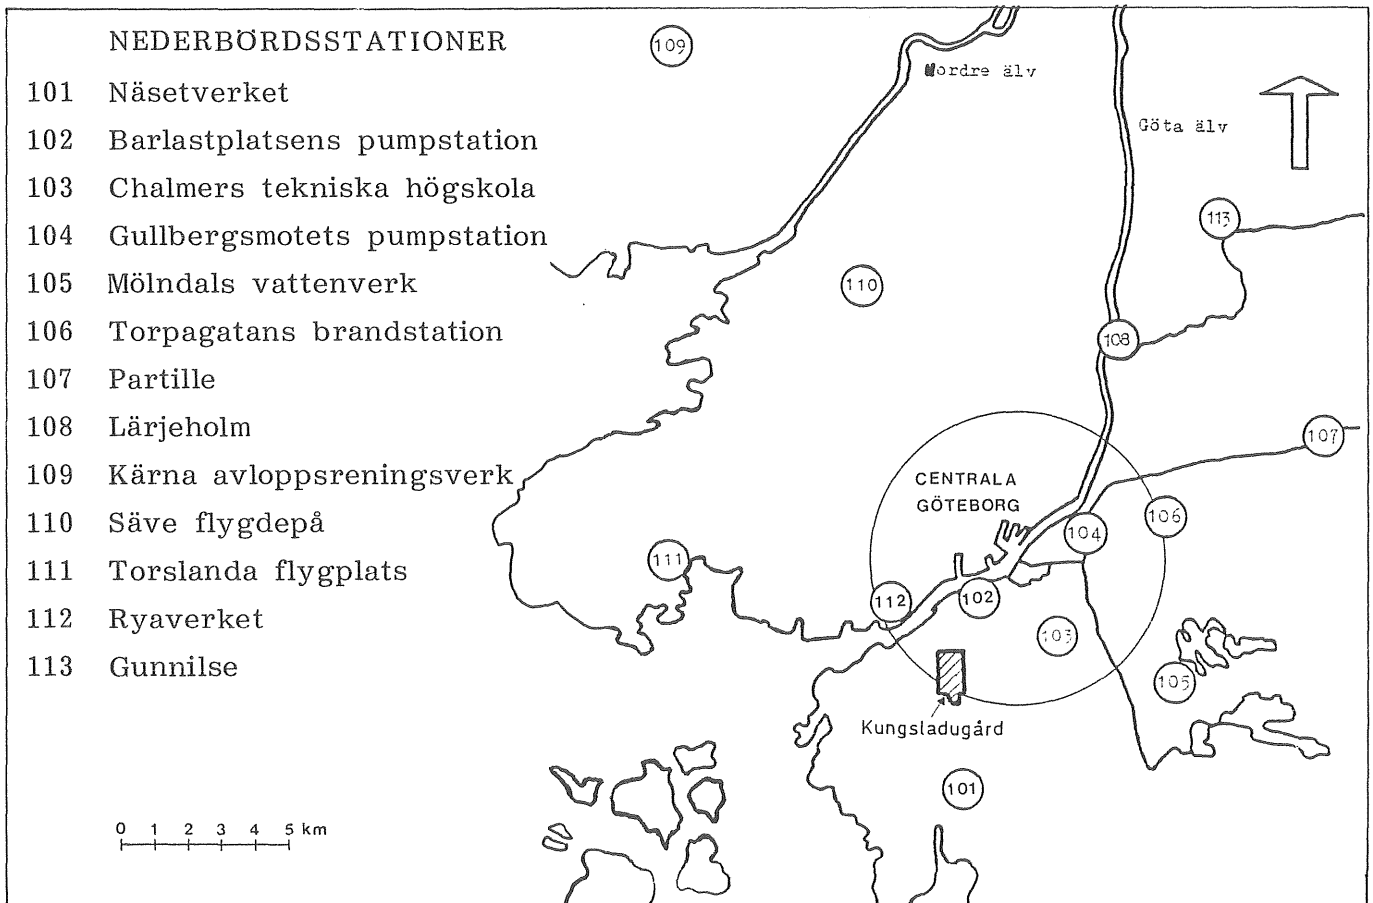 NEDERBÖRDSSTATIONER
101 Näsetverket
102 Barlastplatsens pumpstation
103 Chalmers tekniska högskola
104 Gullbergsmotets pumpstation
105 Mölndals vattenverk
106 Torpagatans brandstation
107 Partille
108 Lärjeholm
109 Kärna avloppsreningsverk
110 Säve flygdepå
111 Torslanda flygplats
112 Ryaverket
113 Gunnilse
0 1 2 3 4 5 km
109
Nordre älv
Göta älv
113
110
108
107
CENTRALA
GÖTEBORG
106
104
111
112
102
103
105
Kungsladugård
101